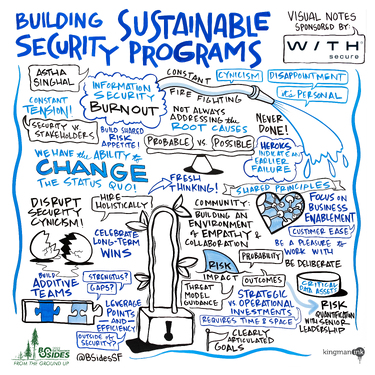 BUILDING SUSTAINABLE
SECURITY PROGRAMS
VISUAL NOTES
SPONSORED BY:
W/TH
secure
ASTHA
SINGHAL
CONSTANT
TENSION!
SECURITY vs
STAKEHOLDERS
INFORMATION
SECURITY
BURNOUT
BUILD SHARED
RISK
APPETITE!
CONSTANT
FIRE FIGHTING
CYNICISM
DISAPPOINTMENT
it's PERSONAL
NOT ALWAYS
ADDRESSING the
ROOT CAUSES
PROBABLE vs POSSIBLE
NEVER
DONE!
HEROICS
INDICATE AN
EARLIER
FAILURE
WE HAVE the ABILITY to
CHANGE
THE STATUS QUO!
FRESH
THINKING!
SHARED PRINCIPLES
DISRUPT
SECURITY
CYNICISM!
HIRE
HOLISTICALLY
CELEBRATE
LONG-TERM
WINS
COMMUNITY:
BUILDING AN
ENVIRONMENT
of EMPATHY &
COLLABORATION
FOCUS on
BUSINESS
ENABLEMENT
CUSTOMER EASE
BE A PLEASURE to
WORK WITH
BE DELIBERATE
BUILD
ADDITIVE
TEAMS
STRENGTHS?
GAPS?
LEVERAGE
POINTS
and
EFFICIENCY
OUTSIDE of
SECURITY?
RISK
PROBABILITY
IMPACT
OUTCOMES
THREAT
MODEL
GUIDANCE
STRATEGIC
vs OPERATIONAL
INVESTMENTS
REQUIRES TIME & SPACE
CLEARLY
ARTICULATED
GOALS
CRITICAL
DATA ASSETS
RISK
QUANTIFICATION
WITH SENIOR
LEADERSHIP
BSIDES
FROM THE GROUND UP
@BSidesSF
kingmanink